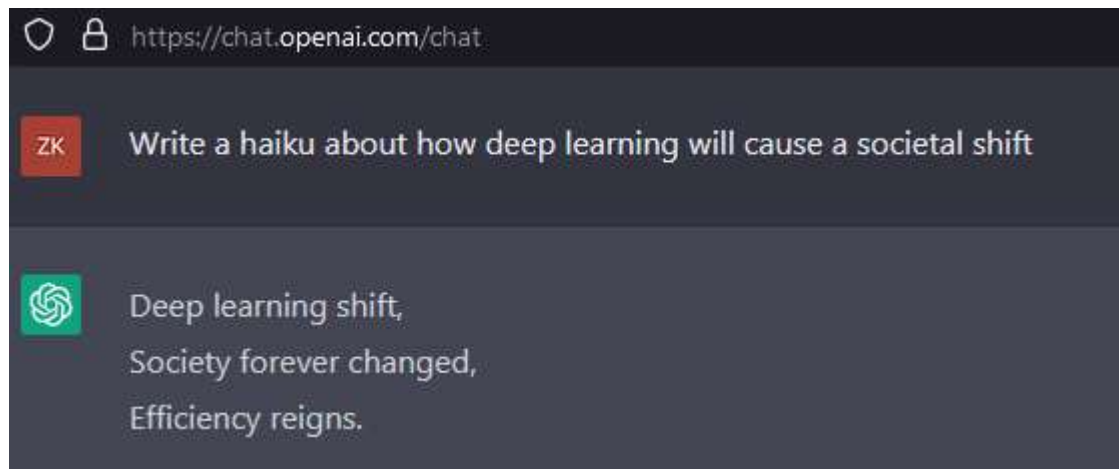 https://chat.openai.com/chat
ZK
Write a haiku about how deep learning will cause a societal shift
Deep learning shift,
Society forever changed,
Efficiency reigns.